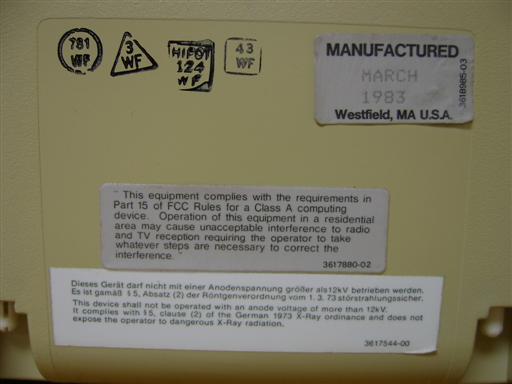 781
WF
3
WF
HIPOT
124
WF
43
WF
MANUFACTURED
MARCH
1983
Westfield, MA U.S.A.
3618985-03
"This equipment complies with the requirements in
Part 15 of FCC Rules for a Class A computing
device. Operation of this equipment in a residential
area may cause unacceptable interference to radio
and TV reception requiring the operator to take
whatever steps are necessary to correct the
interference."
3617880-02
Dieses Gerät darf nicht mit einer Anodenspannung größer als 12kV betrieben werden.
Es ist gemäß § 5, Absatz (2) der Röntgenverordnung vom 1. 3. 73 störstrahlungssicher.
This device shall not be operated with an anode voltage of more than 12kV.
It complies with § 5, clause (2) of the German 1973 X-Ray ordinance and does not
expose the operator to dangerous X-Ray radiation.
3617544-00